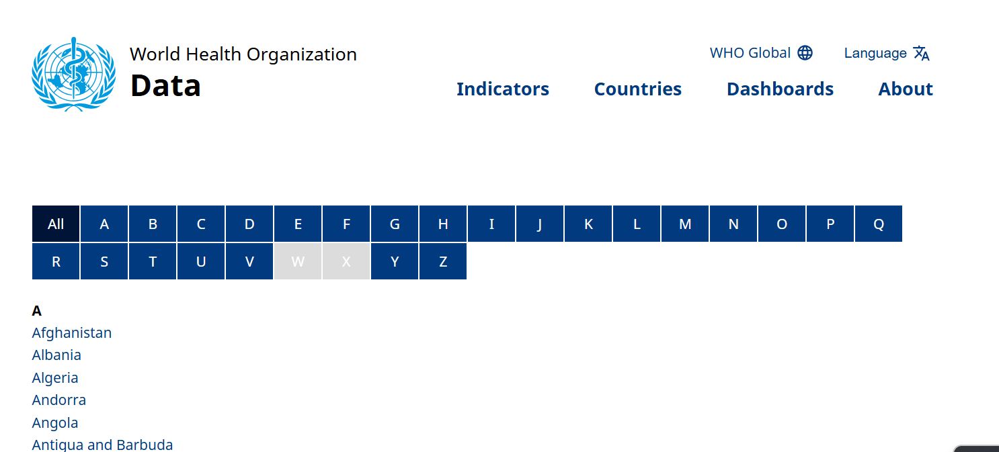 World Health Organization
Data
WHO Global
Language
Indicators Countries Dashboards About
All A B C D E F G H I J K L M N O P Q
R S T U V W X Y Z
A
Afghanistan
Albania
Algeria
Andorra
Angola
Antigua and Barbuda